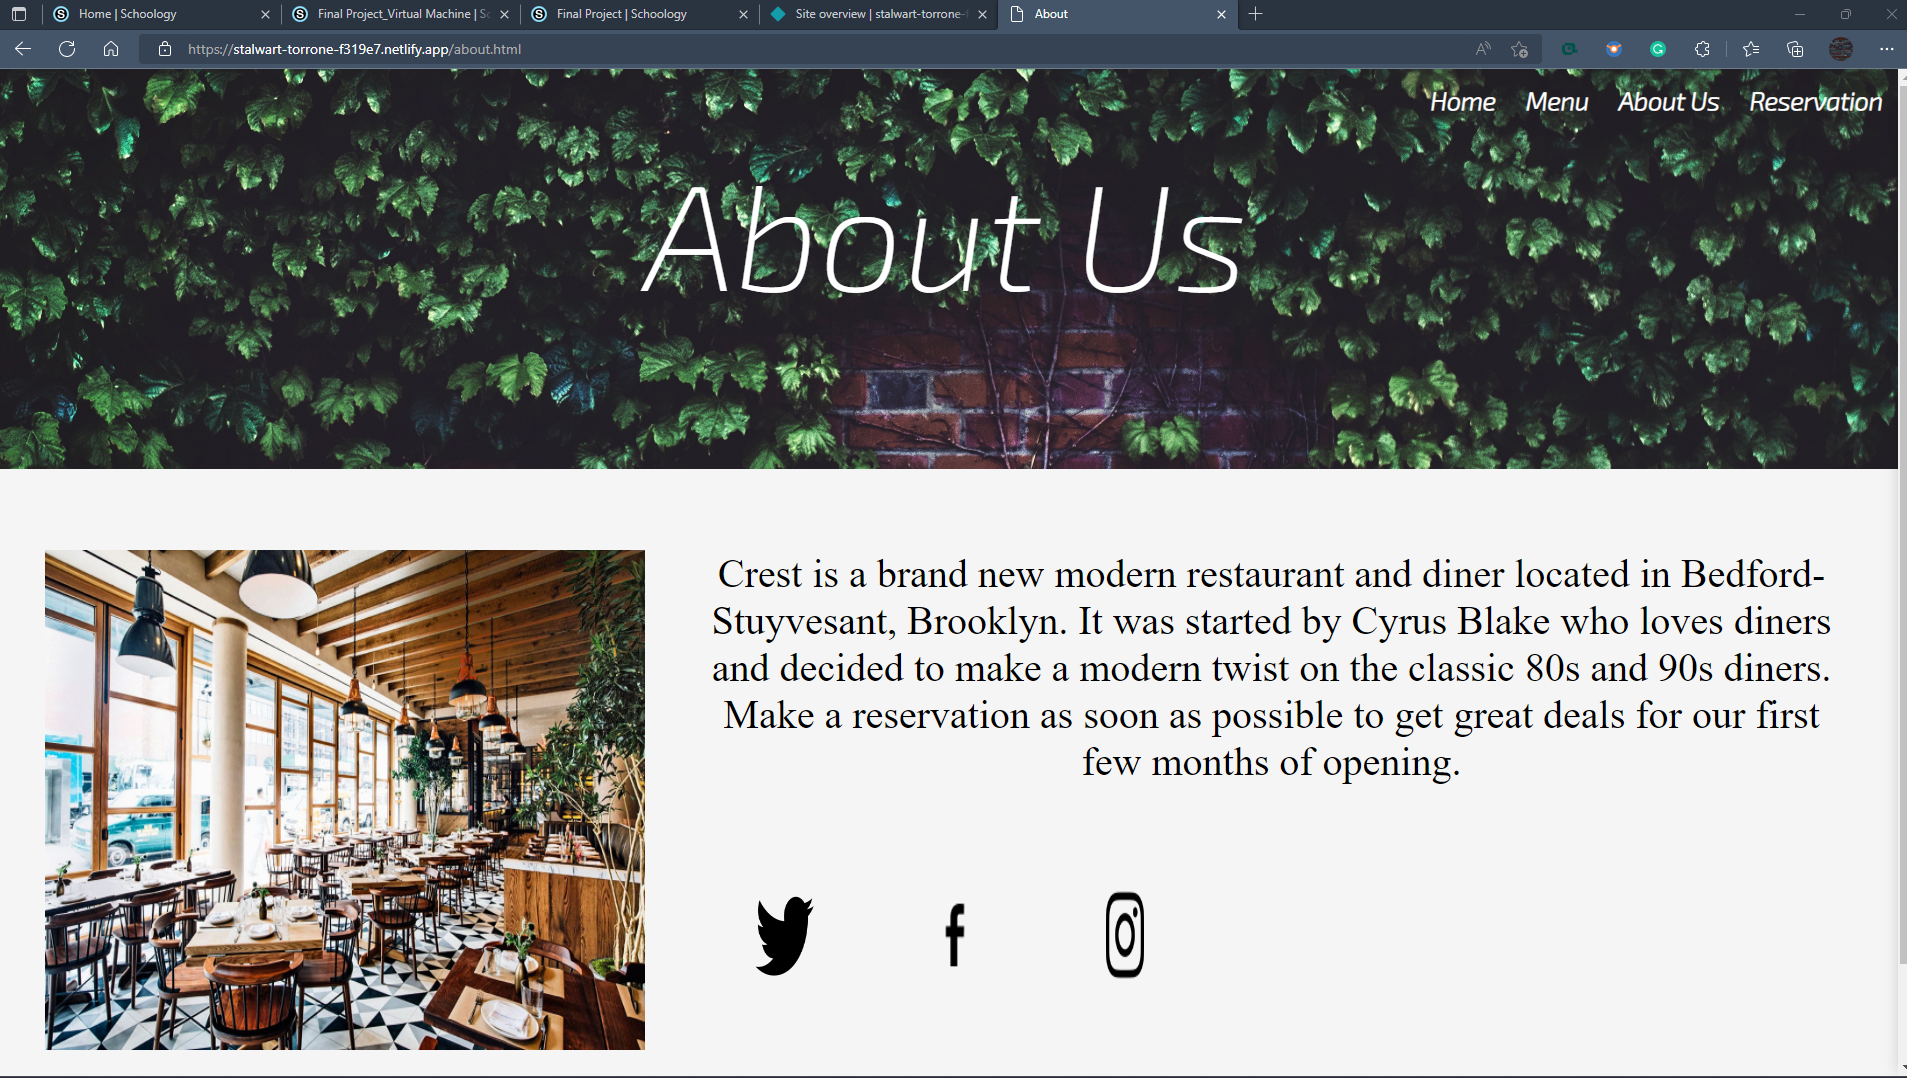 Home | Schoology
Final Project_Virtual Machine | Sc
Final Project | Schoology
Site overview | stalwart-torrone-f
About
https://stalwart-torrone-f319e7.netlify.app/about.html
Home Menu About Us Reservation
About Us
Crest is a brand new modern restaurant and diner located in Bedford-
Stuyvesant, Brooklyn. It was started by Cyrus Blake who loves diners
and decided to make a modern twist on the classic 80s and 90s diners.
Make a reservation as soon as possible to get great deals for our first
few months of opening.